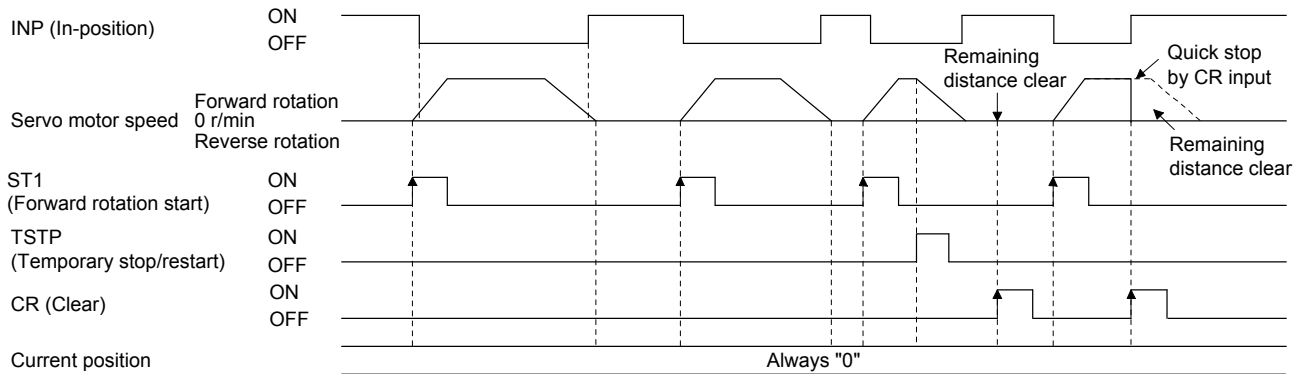 INP (In-position)
ON
OFF
Remaining
distance clear
Quick stop
by CR input
Servo motor speed
Forward rotation
0 r/min
Reverse rotation
Remaining
distance clear
ST1
(Forward rotation start)
ON
OFF
TSTP
(Temporary stop/restart)
ON
OFF
CR (Clear)
ON
OFF
Current position
Always "0"